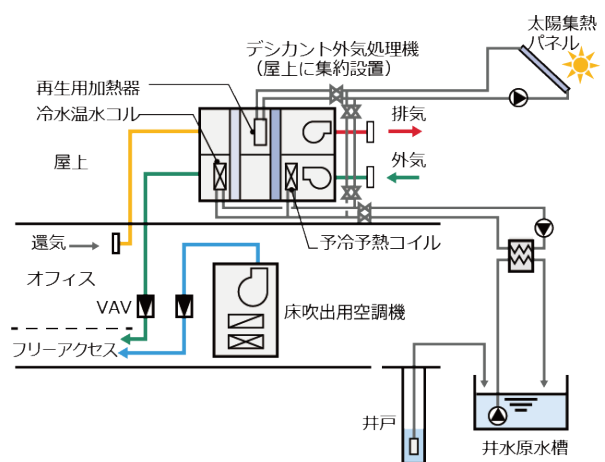 太陽集熱
パネル
デシカント外気処理機
（屋上に集約設置）
再生用加熱器
冷水温水コル
排気
外気
屋上
予冷予熱コイル
還気
オフィス
VAV
床吹出用空調機
フリーアクセス
井戸
井水原水槽